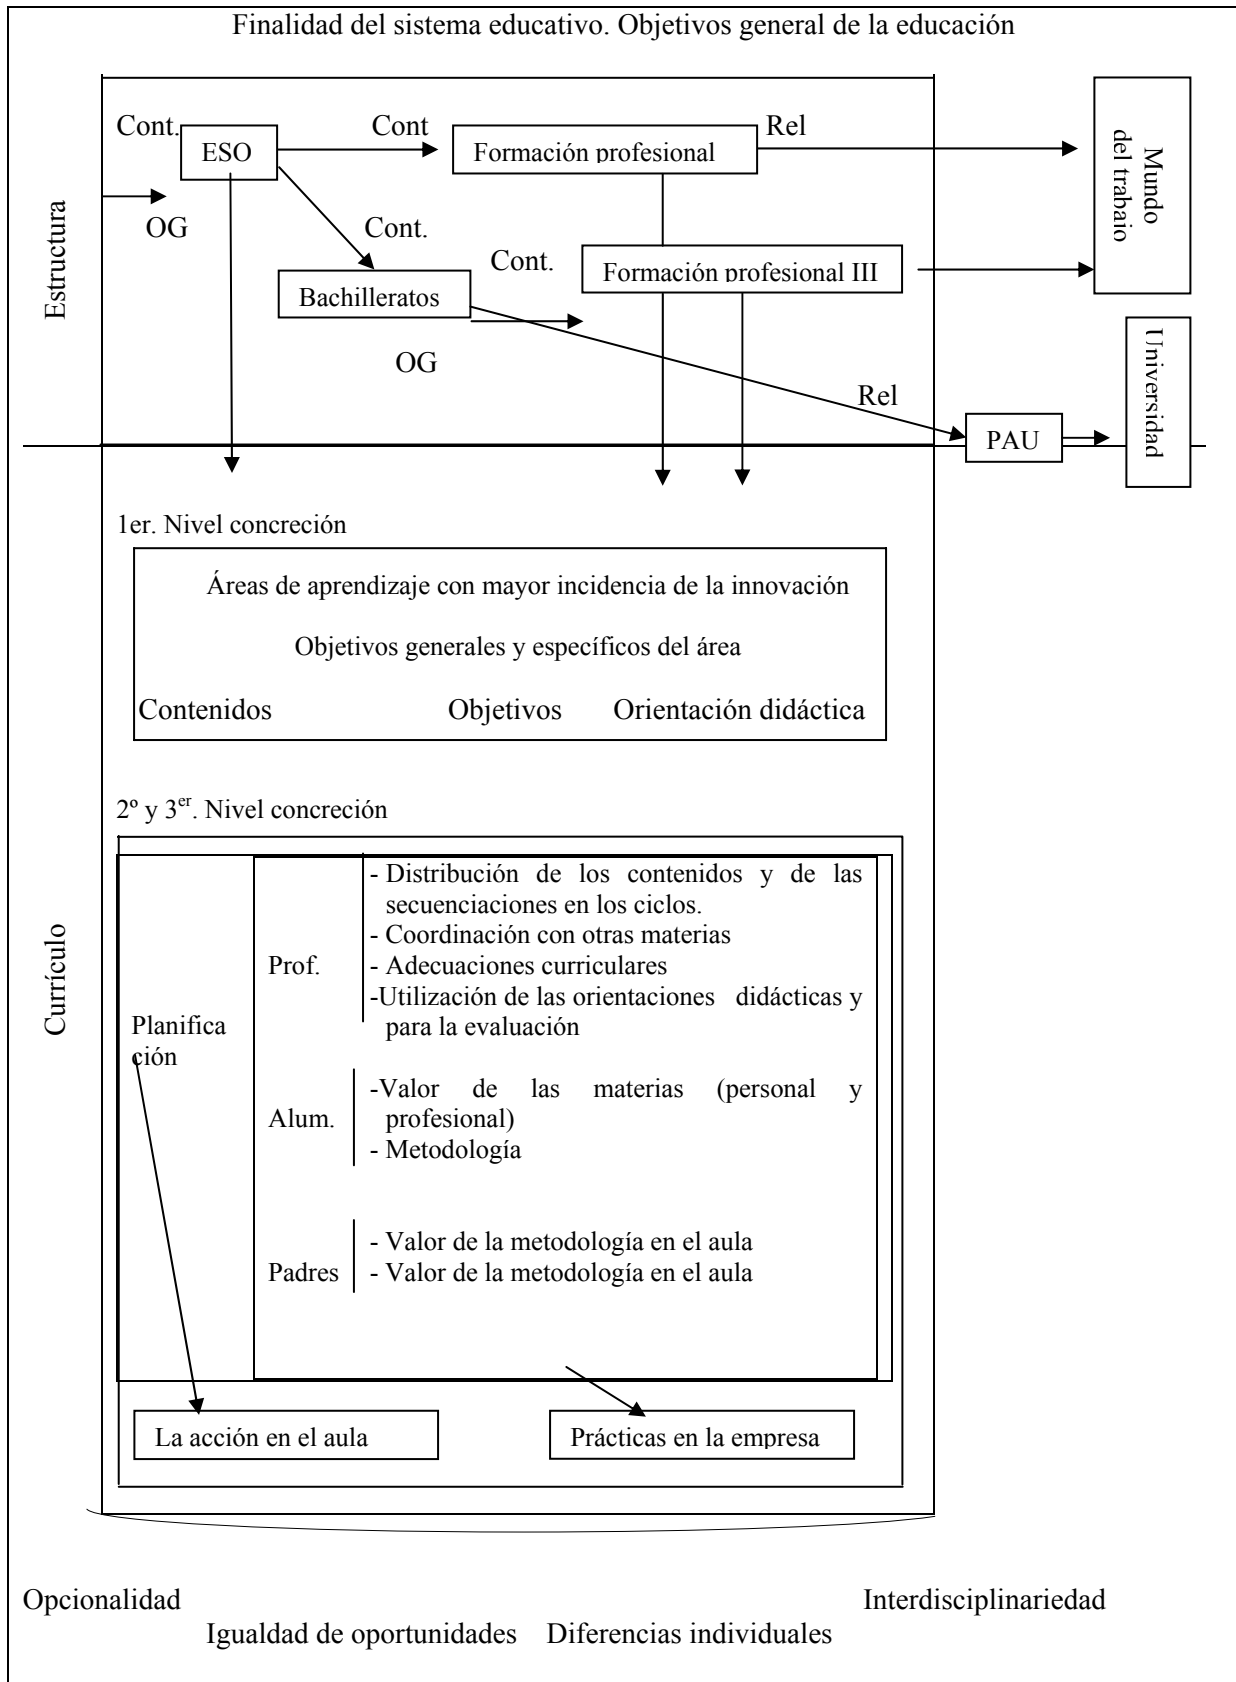 Finalidad del sistema educativo. Objetivos general de la educación
Cont.
ESO
Cont
Formación profesional
Rel
Mundo
del trabajo
OG
Estructura
Cont.
Bachilleratos
Cont.
Formación profesional III
OG
Rel
PAU
Universidad
1er. Nivel concreción
Áreas de aprendizaje con mayor incidencia de la innovación
Objetivos generales y específicos del área
Contenidos Objetivos Orientación didáctica
2º y 3er. Nivel concreción
Currículo
Planifica
ción
Prof.
- Distribución de los contenidos y de las
secuenciaciones en los ciclos.
- Coordinación con otras materias
- Adecuaciones curriculares
-Utilización de las orientaciones didácticas y
para la evaluación
Alum.
-Valor de las materias (personal y
profesional)
- Metodología
Padres
- Valor de la metodología en el aula
- Valor de la metodología en el aula
La acción en el aula
Prácticas en la empresa
Opcionalidad
Interdisciplinariedad
Igualdad de oportunidades Diferencias individuales